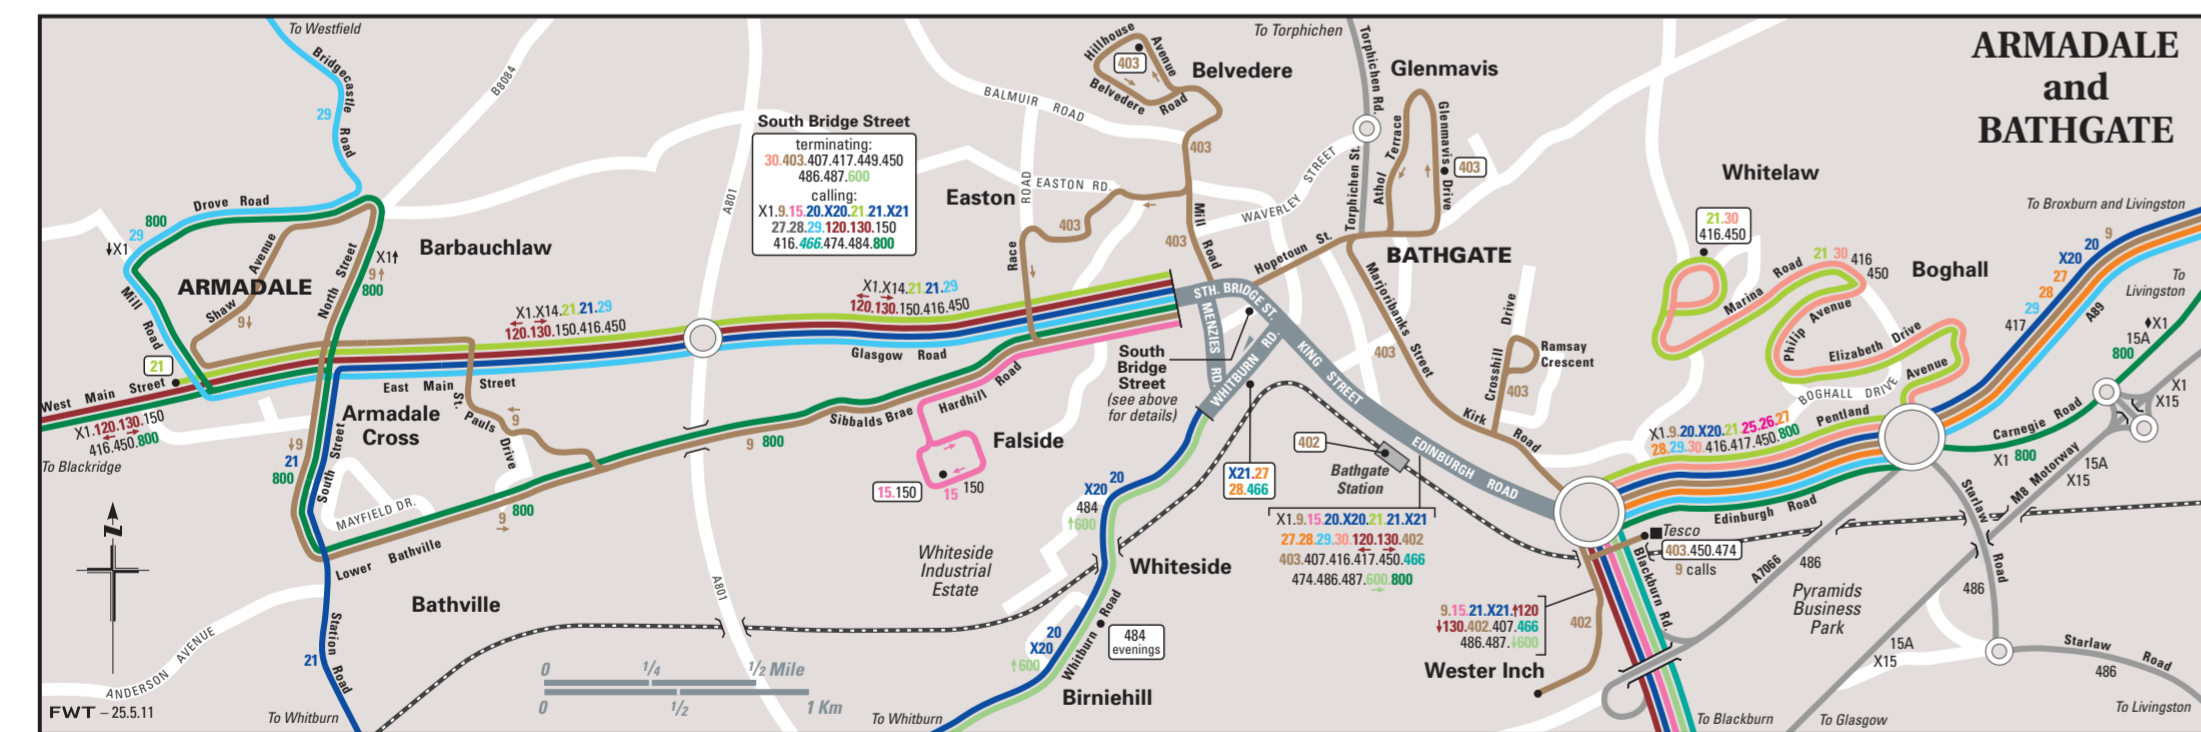 ARMADALE
and
BATHGATE
To Westfield
Bridgecastle Road
29
B8084
A801
BALMUIR ROAD
Hillhouse Avenue
403
Belvedere Road
Belvedere
To Torphichen
Torphichen Rd.
Glenmavis
Glenmavis Drive
403
Athol Terrace
Torphichen St.
WAVERLEY STREET
Whitelaw
21.30
416.450
To Broxburn and Livingston
South Bridge Street
terminating:
30.403.407.417.449.450
486.487.600
calling:
X1.9.15.20.X20.21.21.X21
27.28.29.120.130.150
416.466.474.484.800
403
Easton
ROAD
EASTON RD.
Race
403
Mill Road
403
Hopetoun St.
BATHGATE
Marjoribanks Street
403
Drove Road
800
29
↓X1
Mill Road
ARMADALE
Shaw Avenue
9↓
North Street
X1↑
9↑
800
Barbauchlaw
X1.X14.21.21.29
120.130.150.416.450
X1.X14.21.21.29
120.130.150.416.450
Glasgow Road
STH. BRIDGE ST.
MENZIES RD.
WHITBURN RD.
KING STREET
EDINBURGH ROAD
South
Bridge
Street
(see above
for details)
Crosshill Drive
403
Ramsay
Crescent
Kirk Road
Marina Road
21 30 416
450
Philip Avenue
Elizabeth Drive
Boghall
Avenue
BOGHALL DRIVE
Pentland
9
20
X20
27
28
29
417
A89
To
Livingston
♦X1
15A
800
X1
X15
21
West Main Street
X1.120.130.150
416.450.800
To Blackridge
East Main Street
Armadale
Cross
St. Pauls Drive
9
↓9
21
800
South Street
MAYFIELD DR.
9
800
Lower Bathville
9 800
Sibbalds Brae
Hardhill Road
Falside
15.150
15 150
X1.9.20.X20.21.25.26.27
28.29.30.416.417.450.800
Edinburgh Road
Carnegie Road
X1 800
M8 Motorway
15A
X15
Starlaw Road
402
Bathgate
Station
X21.27
28.466
X1.9.15.20.X20.21.21.X21
27.28.29.30.120.130.402
403.407.416.417.450.466
474.486.487.600.800
20
X20
484
↑600
Whiteside
Industrial
Estate
Whiteside
Tesco
403.450.474
9 calls
Blackburn Rd.
A7066
486
Pyramids
Business
Park
486
9.15.21.X21.↑120
↓130.402.407.466
486.487.↓600
402
Wester Inch
Bathville
A801
20
X20
↑600
Whitburn Road
484
evenings
Birniehill
ANDERSON AVENUE
21
Station Road
N
0 1/4 1/2 Mile
0 1/2 1 Km
15A
X15
Starlaw Road
486
FWT – 25.5.11
To Whitburn
To Whitburn
To Blackburn
To Glasgow
To Livingston